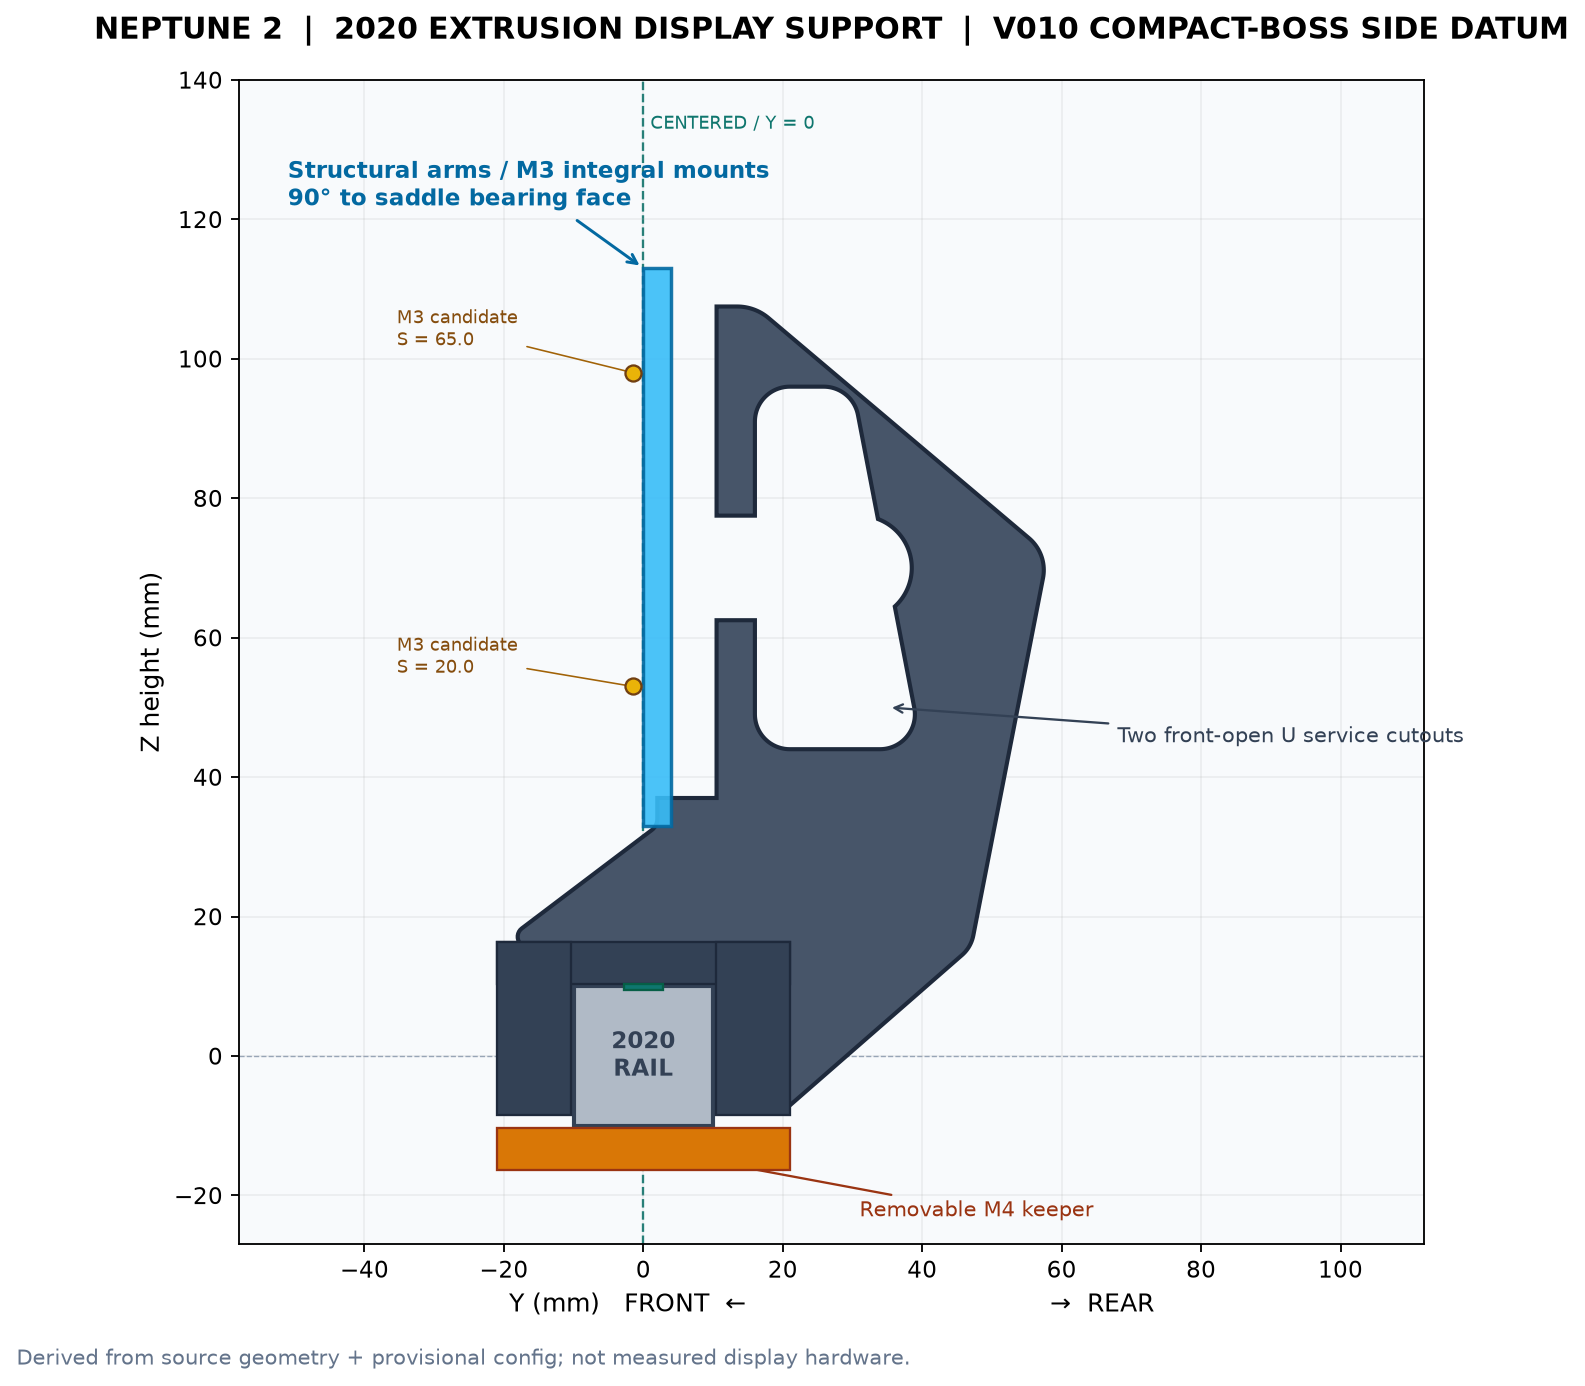 NEPTUNE 2 | 2020 EXTRUSION DISPLAY SUPPORT | V010 COMPACT-BOSS SIDE DATUM
140
CENTERED / Y = 0
Structural arms / M3 integral mounts
90° to saddle bearing face
120
M3 candidate
S = 65.0
100
80
Z height (mm)
60
M3 candidate
S = 20.0
Two front-open U service cutouts
40
20
2020
RAIL
0
−20
Removable M4 keeper
−40
−20
0
20
40
60
80
100
Y (mm) FRONT ← → REAR
Derived from source geometry + provisional config; not measured display hardware.